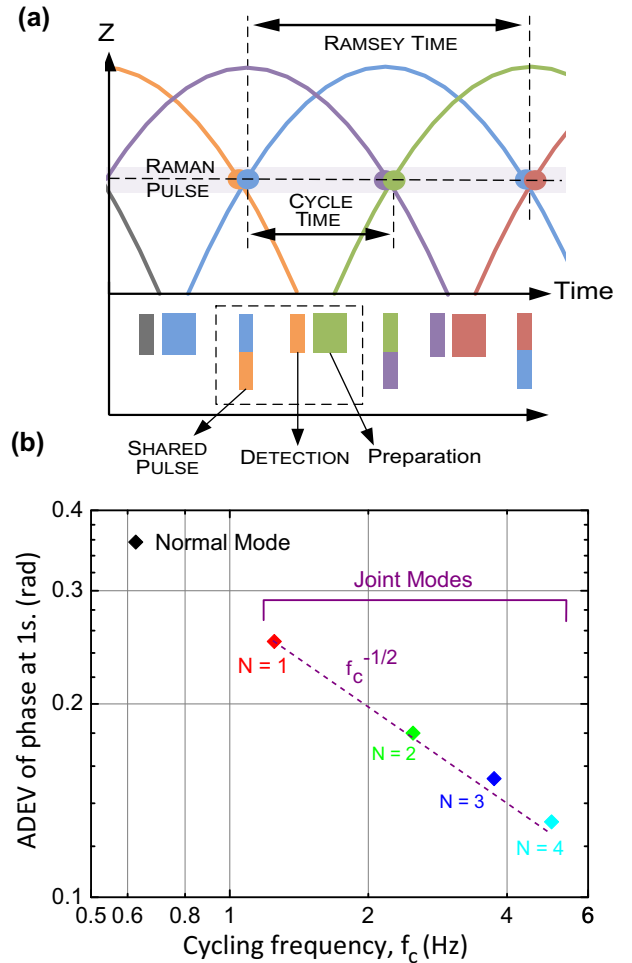 (a)
Z
RAMSEY TIME
RAMAN
PULSE
CYCLE
TIME
Time
SHARED
PULSE
DETECTION
Preparation
(b)
0.4
Normal Mode
Joint Modes
0.3
N = 1
f_c^-1/2
0.2
N = 2
N = 3
N = 4
0.1
ADEV of phase at 1s. (rad)
0.5 0.6 0.8 1 2 4 6
Cycling frequency, f_c (Hz)